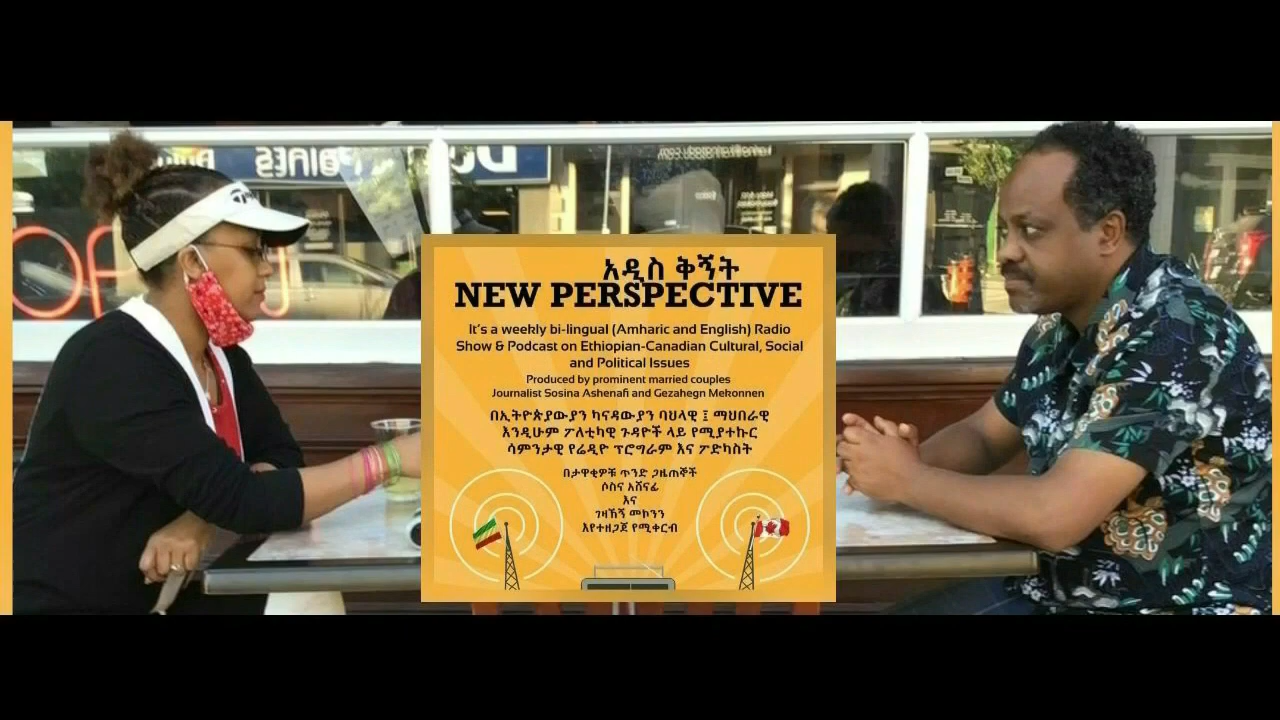 አዲስ ቅኝት
NEW PERSPECTIVE
It's a weekly bi-lingual (Amharic and English) Radio
Show & Podcast on Ethiopian-Canadian Cultural, Social
and Political Issues
Produced by prominent married couples
Journalist Sosina Ashenafi and Gezahegn Mekonnen
በኢትዮጵያውያን ካናዳውያን ባህላዊ ፤ ማህበራዊ
እንዲሁም ፖለቲካዊ ጉዳዮች ላይ የሚያተኩር
ሳምንታዊ የሬዲዮ ፕሮግራም እና ፖድካስት
በታዋቂዎቹ ጥንድ ጋዜጠኞች
ሶስና አሸናፊ
እና
ገዛኸኝ መኮንን
እየተዘጋጀ የሚቀርብ